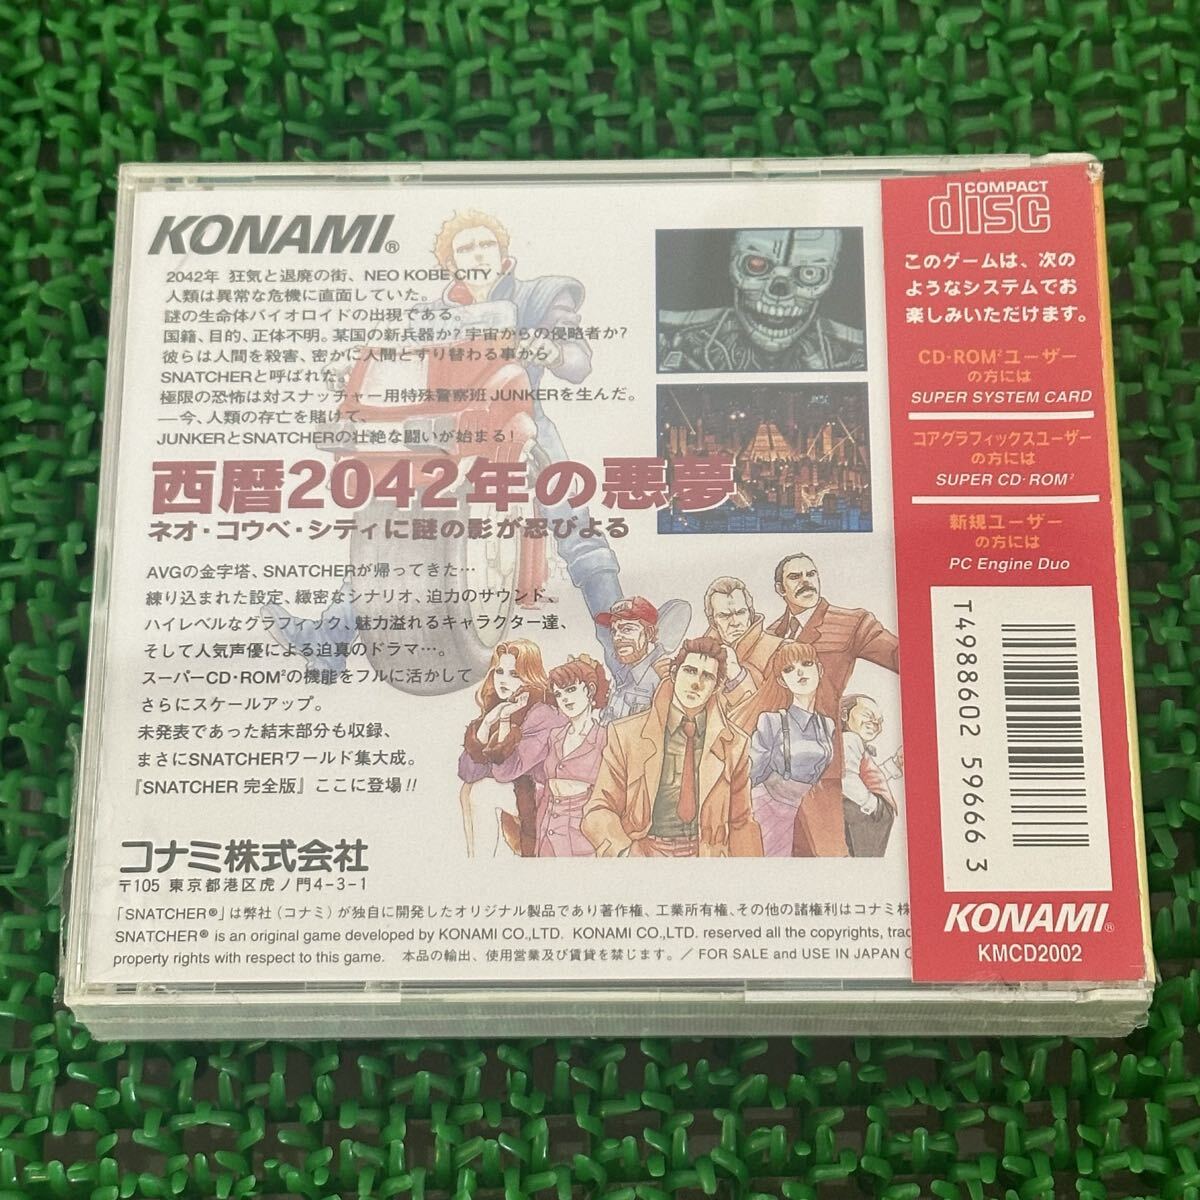 KONAMI®
2042年 狂気と退廃の街、NEO KOBE CITY…
人類は異常な危機に直面していた。
謎の生命体バイオロイドの出現である。
国籍、目的、正体不明。某国の新兵器か?宇宙からの侵略者か?
彼らは人間を殺害、密かに人間とすり替わる事から
SNATCHERと呼ばれた。
極限の恐怖は対スナッチャー用特殊警察班 JUNKERを生んだ。
—今、人類の存亡を賭けて、
JUNKERとSNATCHERの壮絶な闘いが始まる!
西暦2042年の悪夢
ネオ・コウベ・シティに謎の影が忍びよる
AVGの金字塔、SNATCHERが帰ってきた…
練り込まれた設定、緻密なシナリオ、迫力のサウンド、
ハイレベルなグラフィック、魅力溢れるキャラクター達、
そして人気声優による迫真のドラマ…。
スーパーCD・ROM²の機能をフルに活かして
さらにスケールアップ。
未発表であった結末部分も収録、
まさにSNATCHERワールド集大成。
『SNATCHER 完全版』ここに登場!!
コナミ株式会社
〒105 東京都港区虎ノ門4-3-1
「SNATCHER®」は弊社(コナミ)が独自に開発したオリジナル製品であり著作権、工業所有権、その他の諸権利はコナミ株
SNATCHER® is an original game developed by KONAMI CO.,LTD. KONAMI CO.,LTD. reserved all the copyrights, trad
property rights with respect to this game. 本品の輸出、使用営業及び賃貸を禁じます。/ FOR SALE and USE IN JAPAN O
COMPACT
disc
このゲームは、次の
ようなシステムでお
楽しみいただけます。
CD・ROM²ユーザー
の方には
SUPER SYSTEM CARD
コアグラフィックスユーザー
の方には
SUPER CD・ROM²
新規ユーザー
の方には
PC Engine Duo
T4988602 59666 3
KONAMI®
KMCD2002